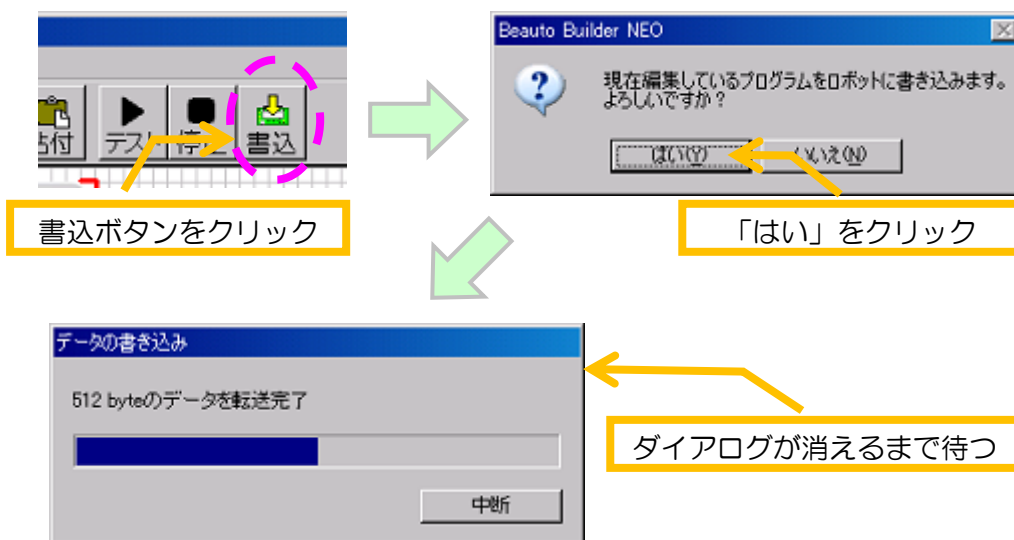 Beauto Builder NEO
現在編集しているプログラムをロボットに書き込みます。
よろしいですか？
はい(Y)
いいえ(N)
付
テスト
停止
書込
書込ボタンをクリック
「はい」をクリック
データの書き込み
512 byteのデータを転送完了
中断
ダイアログが消えるまで待つ